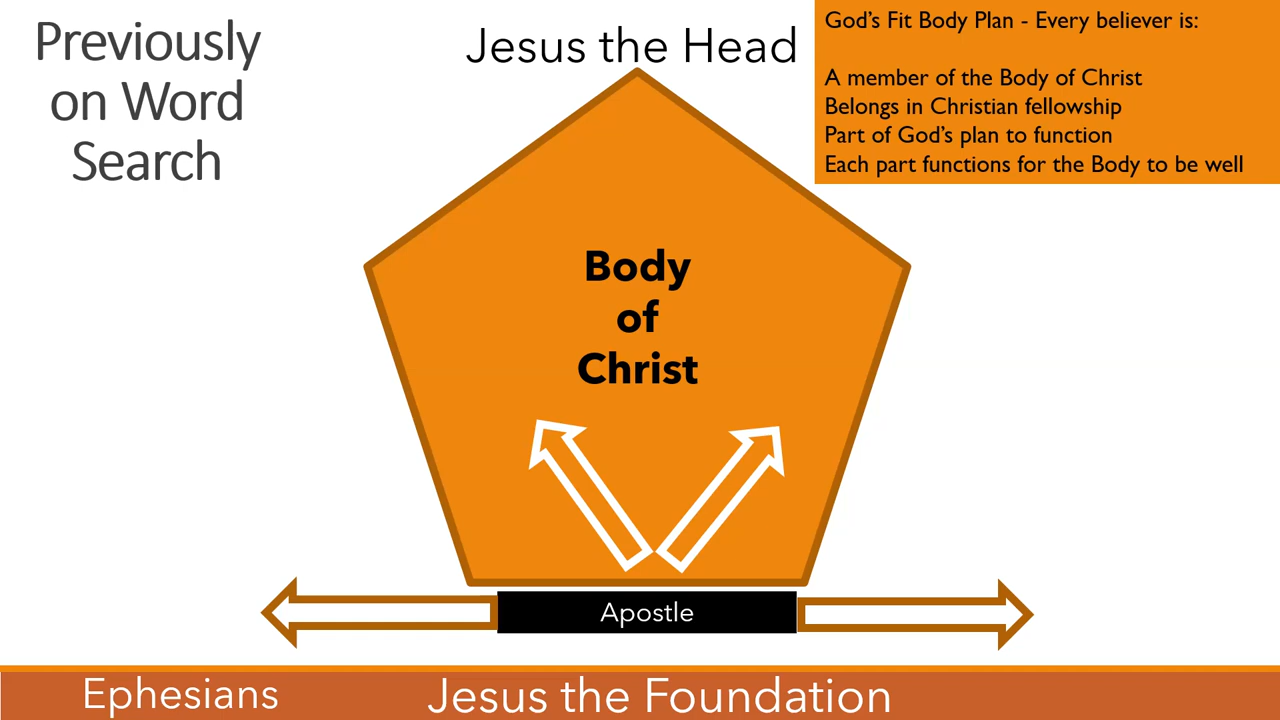 Previously
on Word
Search
Jesus the Head
God's Fit Body Plan - Every believer is:
A member of the Body of Christ
Belongs in Christian fellowship
Part of God's plan to function
Each part functions for the Body to be well
Body
of
Christ
Apostle
Ephesians
Jesus the Foundation